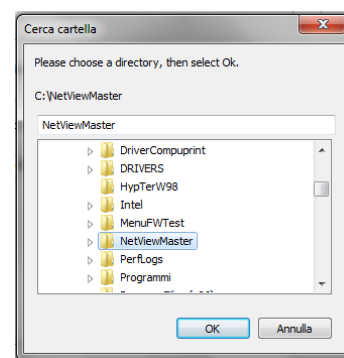 Cerca cartella
Please choose a directory, then select Ok.
C:\NetViewMaster
NetViewMaster
DriverCompuprint
DRIVERS
HypTerW98
Intel
MenuFWTest
NetViewMaster
PerfLogs
Programmi
OK Annulla